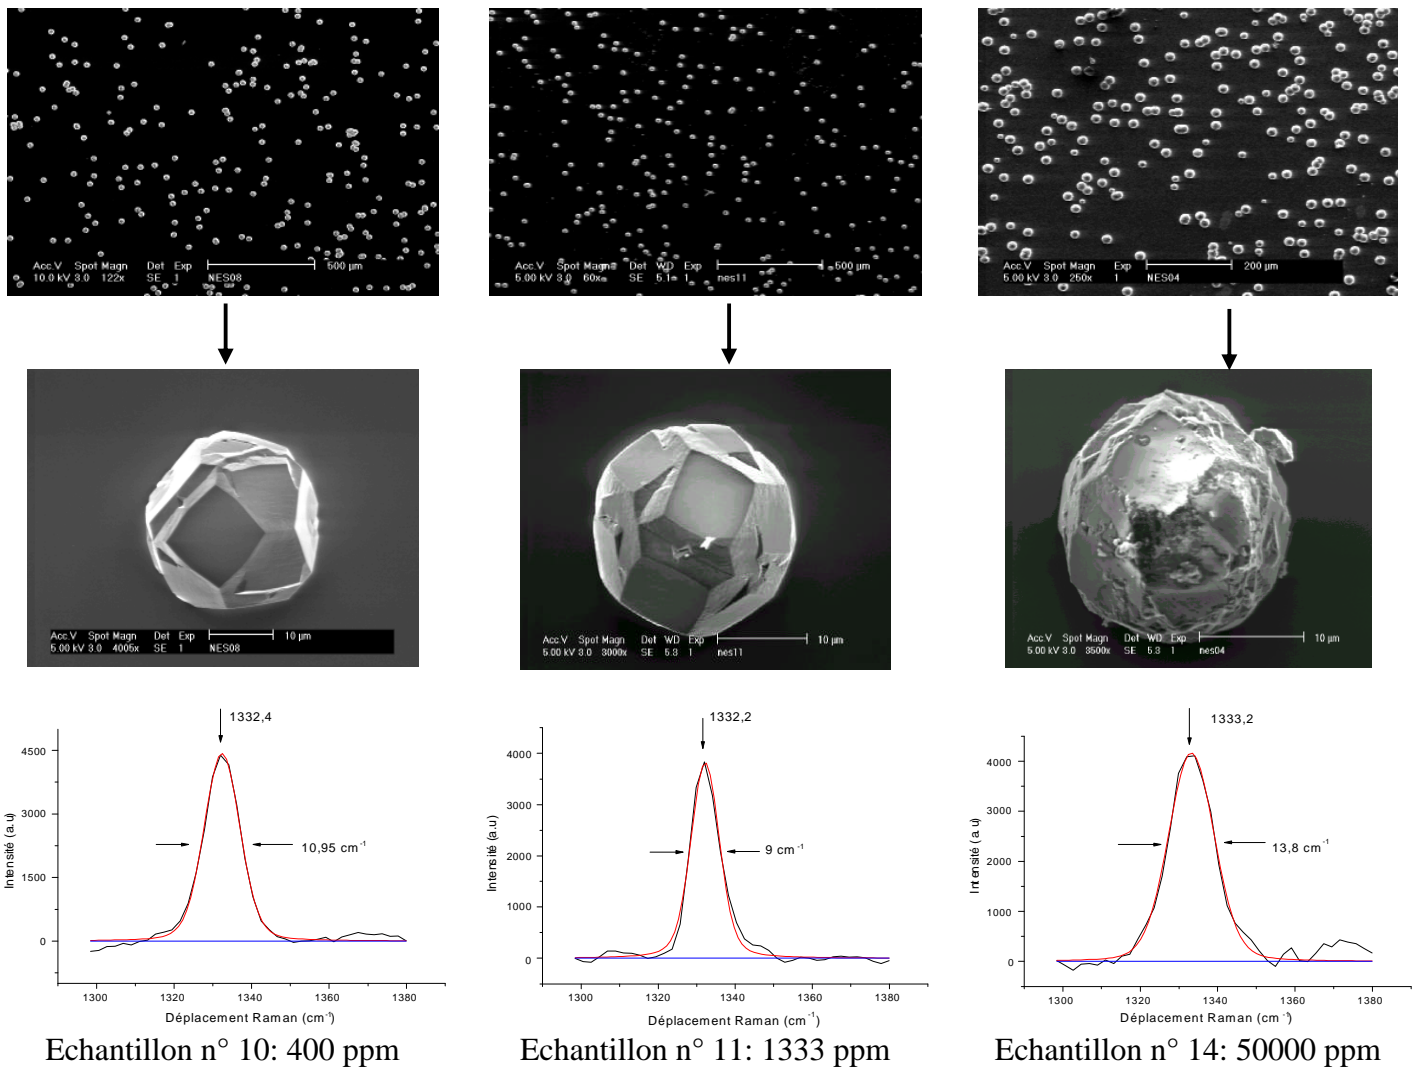 Acc.V Spot Magn Det Exp 500 µm
10.0 kV 3.0 122x SE 1 NES08
Acc.V Spot Magn Det WD Exp 500 µm
5.00 kV 3.0 60x SE 5.1 1 nes11
Acc.V Spot Magn Exp 200 µm
5.00 kV 3.0 250x 1 NES04
Acc.V Spot Magn Det Exp 10 µm
5.00 kV 3.0 4005x SE 1 NES08
Acc.V Spot Magn Det WD Exp 10 µm
5.00 kV 3.0 3000x SE 5.3 1 nes11
Acc.V Spot Magn Det WD Exp 10 µm
5.00 kV 3.0 3500x SE 5.3 1 nes04
1332,4
4500
3000
1500
0
Intensité (a.u)
10,95 cm⁻¹
1300 1320 1340 1360 1380
Déplacement Raman (cm⁻¹)
1332,2
4000
3000
2000
1000
0
Intensité (a.u)
9 cm⁻¹
1300 1320 1340 1360 1380
Déplacement Raman (cm⁻¹)
1333,2
4000
3000
2000
1000
0
Intensité (a.u)
13,8 cm⁻¹
1300 1320 1340 1360 1380
Déplacement Raman (cm⁻¹)
Echantillon n° 10: 400 ppm
Echantillon n° 11: 1333 ppm
Echantillon n° 14: 50000 ppm